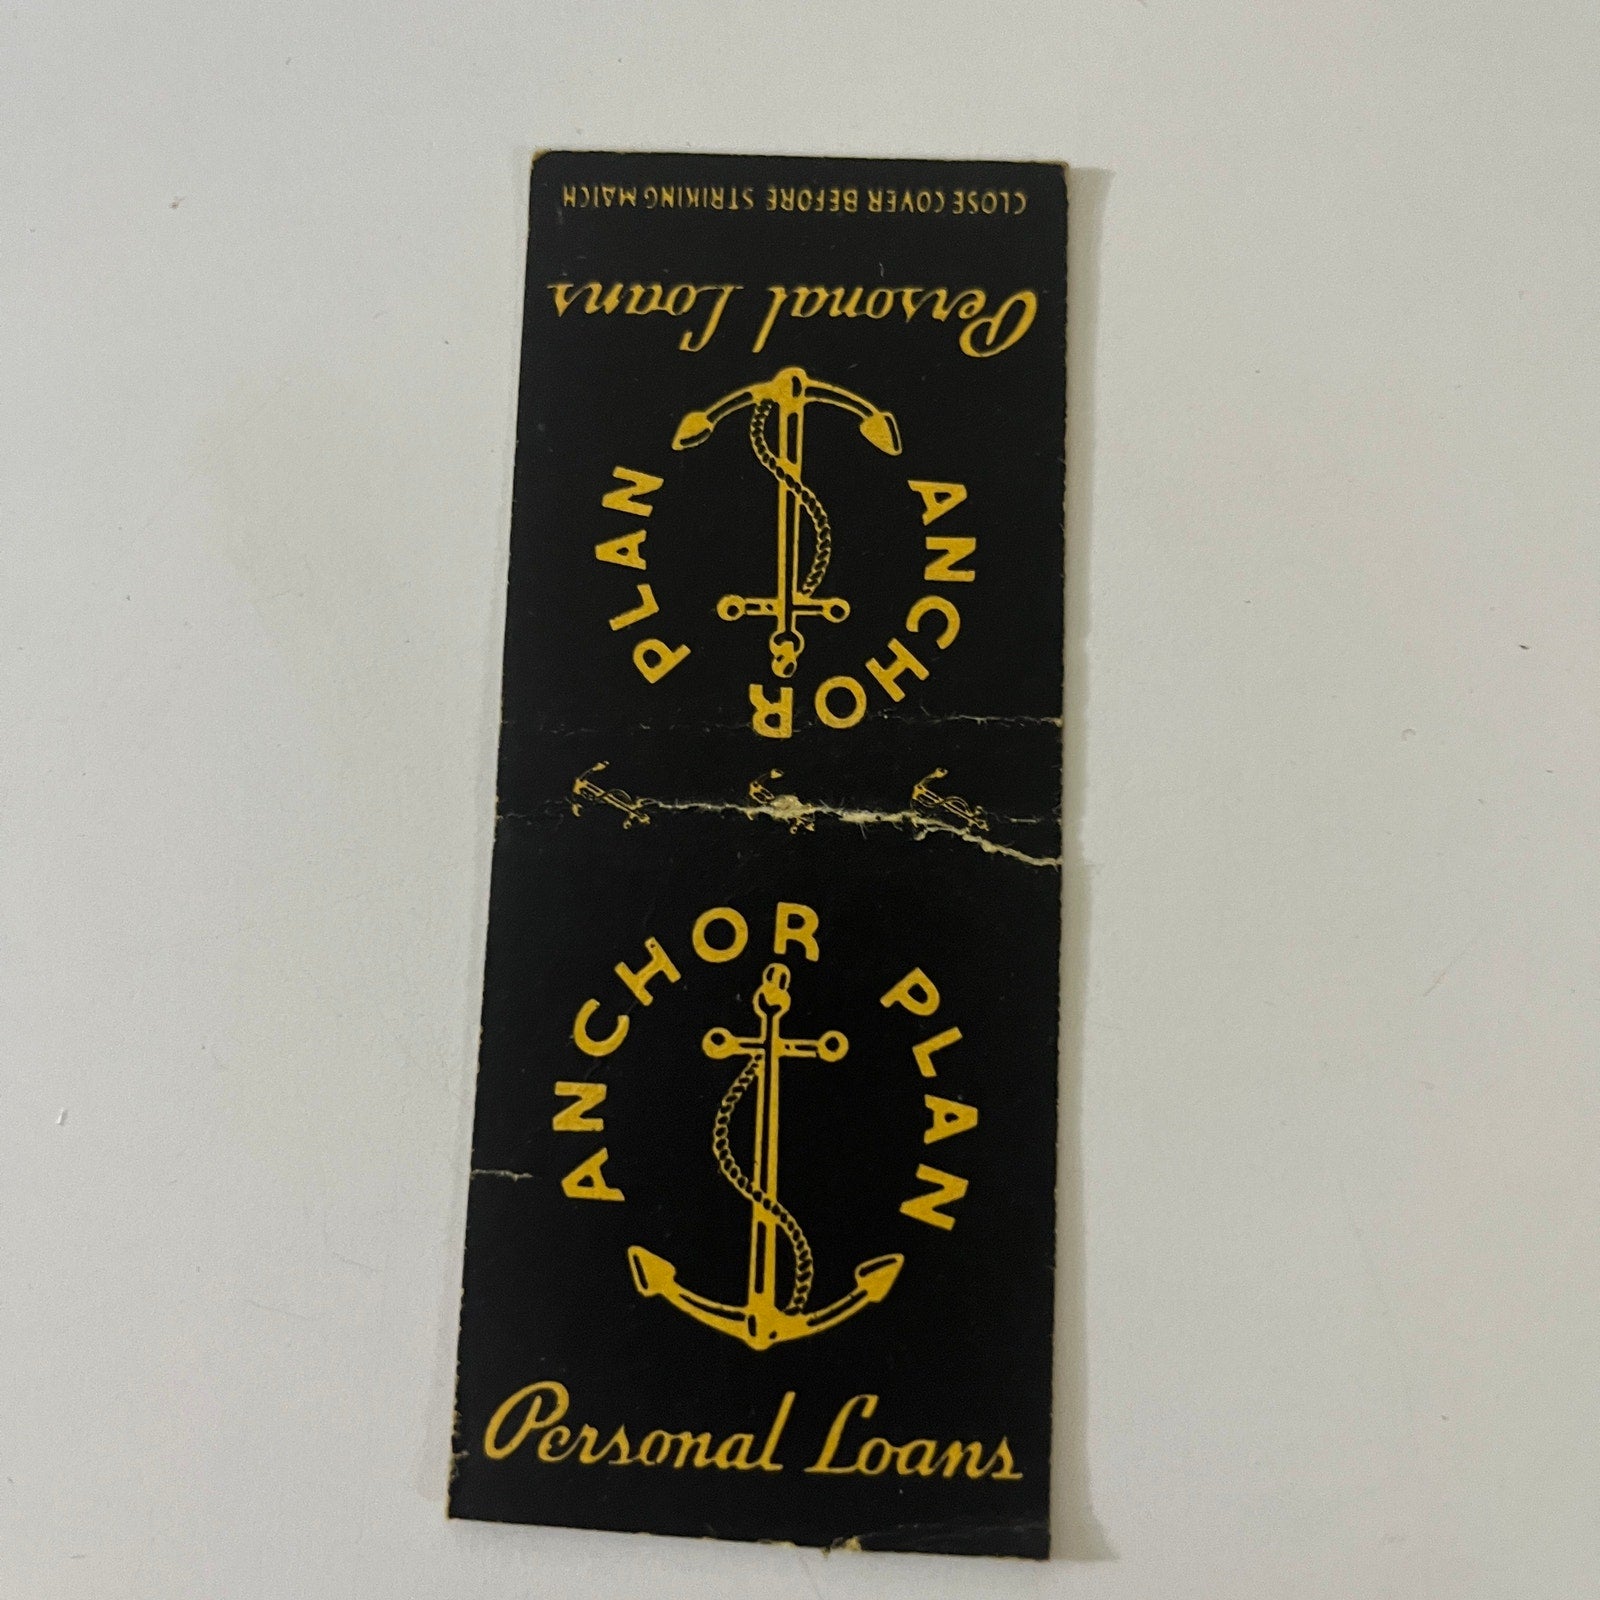 CLOSE COVER BEFORE STRIKING MATCH
Personal Loans
ANCHOR PLAN
ANCHOR PLAN
Personal Loans